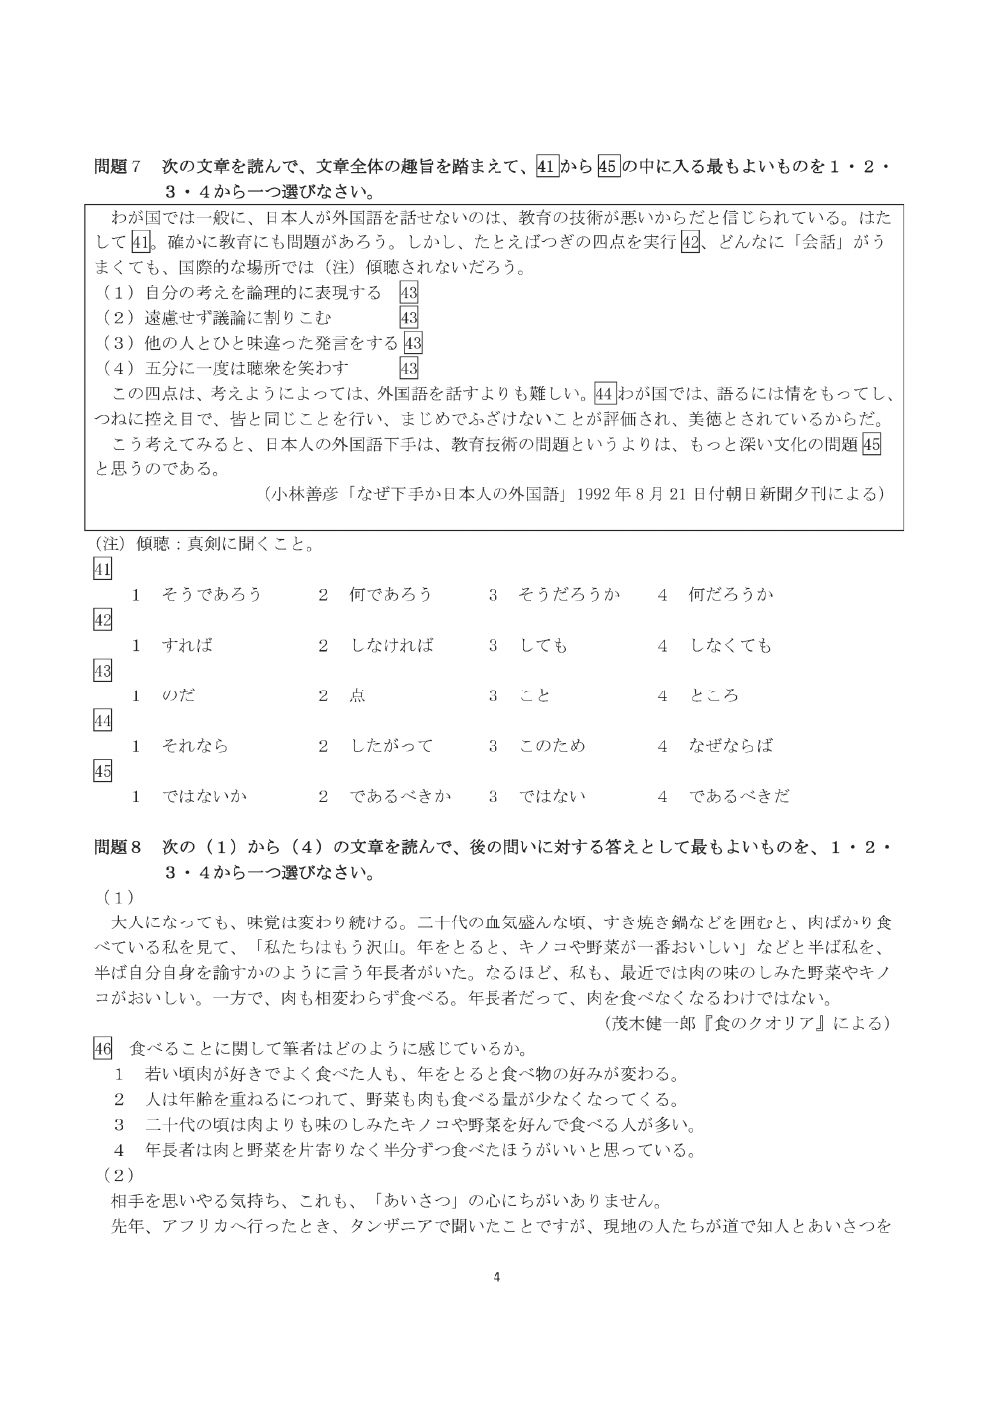 問題７　次の文章を読んで、文章全体の趣旨を踏まえて、41から45の中に入る最もよいものを１・２・
３・４から一つ選びなさい。
わが国では一般に、日本人が外国語を話せないのは、教育の技術が悪いからだと信じられている。はた
して41。確かに教育にも問題があろう。しかし、たとえばつぎの四点を実行42、どんなに「会話」がう
まくても、国際的な場所では（注）傾聴されないだろう。
（１）自分の考えを論理的に表現する　43
（２）遠慮せず議論に割りこむ　43
（３）他の人とひと味違った発言をする 43
（４）五分に一度は聴衆を笑わす　43
この四点は、考えようによっては、外国語を話すよりも難しい。44わが国では、語るには情をもってし、
つねに控え目で、皆と同じことを行い、まじめでふざけないことが評価され、美徳とされているからだ。
こう考えてみると、日本人の外国語下手は、教育技術の問題というよりは、もっと深い文化の問題45
と思うのである。
（小林善彦「なぜ下手か日本人の外国語」1992 年 8 月 21 日付朝日新聞夕刊による）
（注）傾聴：真剣に聞くこと。
41
1　そうであろう　2　何であろう　3　そうだろうか　4　何だろうか
42
1　すれば　2　しなければ　3　しても　4　しなくても
43
1　のだ　2　点　3　こと　4　ところ
44
1　それなら　2　したがって　3　このため　4　なぜならば
45
1　ではないか　2　であるべきか　3　ではない　4　であるべきだ
問題８　次の（１）から（４）の文章を読んで、後の問いに対する答えとして最もよいものを、１・２・
３・４から一つ選びなさい。
（１）
大人になっても、味覚は変わり続ける。二十代の血気盛んな頃、すき焼き鍋などを囲むと、肉ばかり食
べている私を見て、「私たちはもう沢山。年をとると、キノコや野菜が一番おいしい」などと半ば私を、
半ば自分自身を諭すかのように言う年長者がいた。なるほど、私も、最近では肉の味のしみた野菜やキノ
コがおいしい。一方で、肉も相変わらず食べる。年長者だって、肉を食べなくなるわけではない。
（茂木健一郎『食のクオリア』による）
46　食べることに関して筆者はどのように感じているか。
1　若い頃肉が好きでよく食べた人も、年をとると食べ物の好みが変わる。
2　人は年齢を重ねるにつれて、野菜も肉も食べる量が少なくなってくる。
3　二十代の頃は肉よりも味のしみたキノコや野菜を好んで食べる人が多い。
4　年長者は肉と野菜を片寄りなく半分ずつ食べたほうがいいと思っている。
（２）
相手を思いやる気持ち、これも、「あいさつ」の心にちがいありません。
先年、アフリカへ行ったとき、タンザニアで聞いたことですが、現地の人たちが道で知人とあいさつを
4